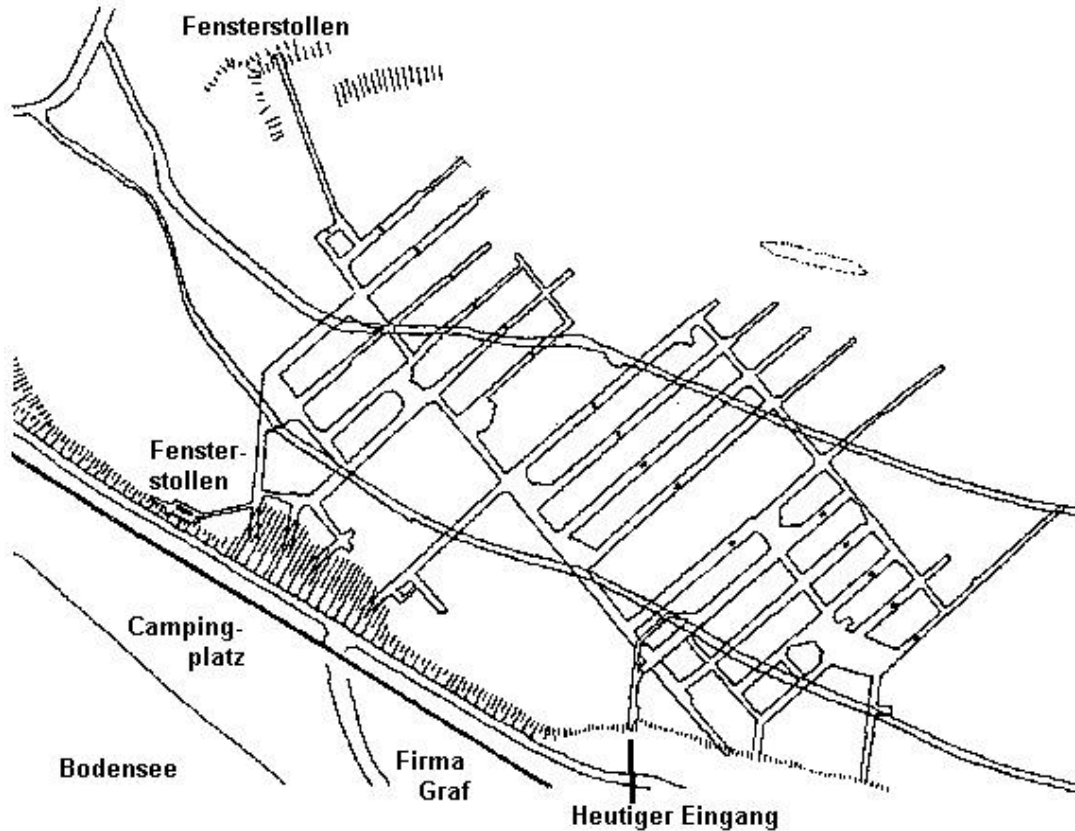 Fensterstollen
Fenster-
stollen
Camping-
platz
Bodensee
Firma
Graf
Heutiger Eingang